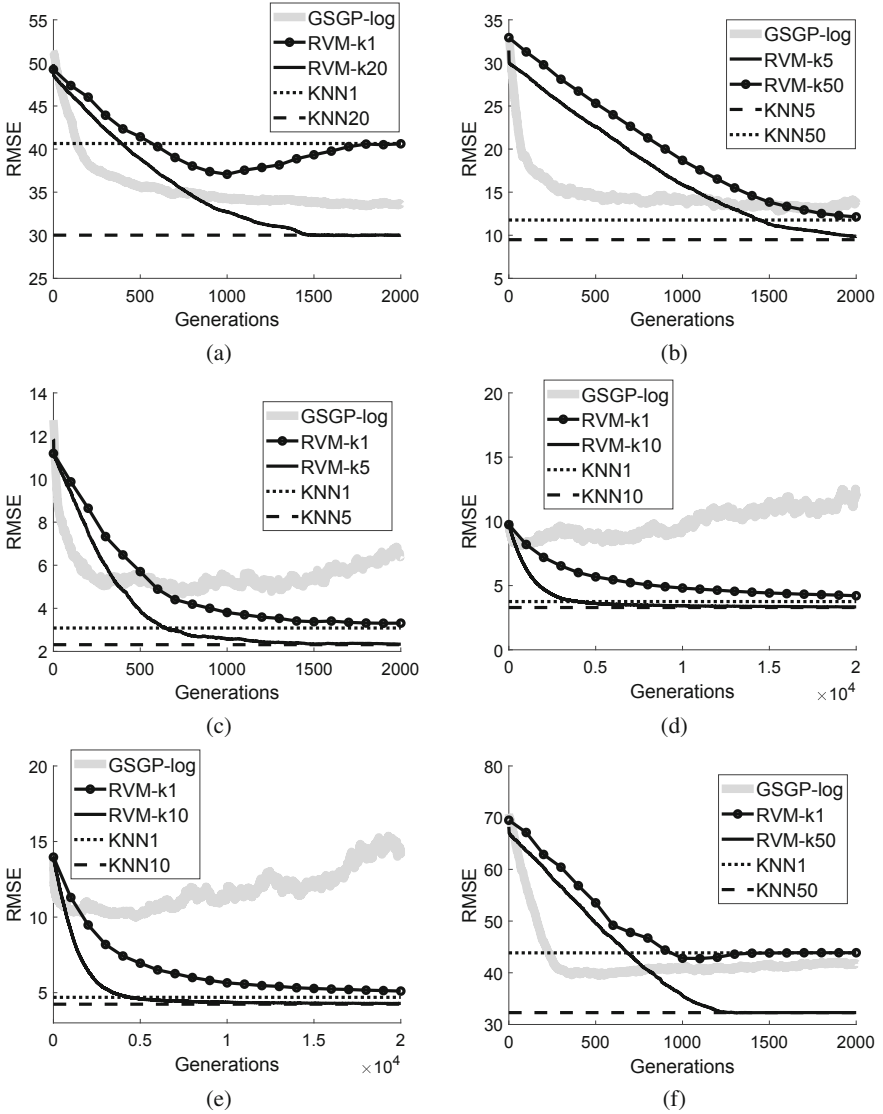 GSGP-log
RVM-k1
RVM-k20
KNN1
KNN20
55
50
45
40
35
30
25
RMSE
0 500 1000 1500 2000
Generations
(a)
GSGP-log
RVM-k5
RVM-k50
KNN5
KNN50
35
30
25
20
15
10
5
RMSE
0 500 1000 1500 2000
Generations
(b)
GSGP-log
RVM-k1
RVM-k5
KNN1
KNN5
14
12
10
8
6
4
2
RMSE
0 500 1000 1500 2000
Generations
(c)
GSGP-log
RVM-k1
RVM-k10
KNN1
KNN10
20
15
10
5
0
RMSE
0 0.5 1 1.5 2
Generations ×10⁴
(d)
GSGP-log
RVM-k1
RVM-k10
KNN1
KNN10
20
15
10
5
RMSE
0 0.5 1 1.5 2
Generations ×10⁴
(e)
GSGP-log
RVM-k1
RVM-k50
KNN1
KNN50
80
70
60
50
40
30
RMSE
0 500 1000 1500 2000
Generations
(f)